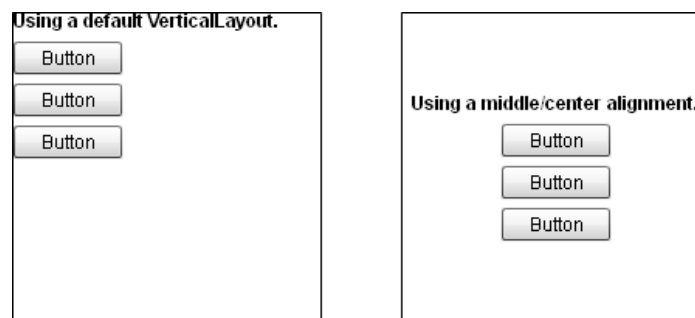 Using a default VerticalLayout.
Button
Button
Button
Using a middle/center alignment.
Button
Button
Button